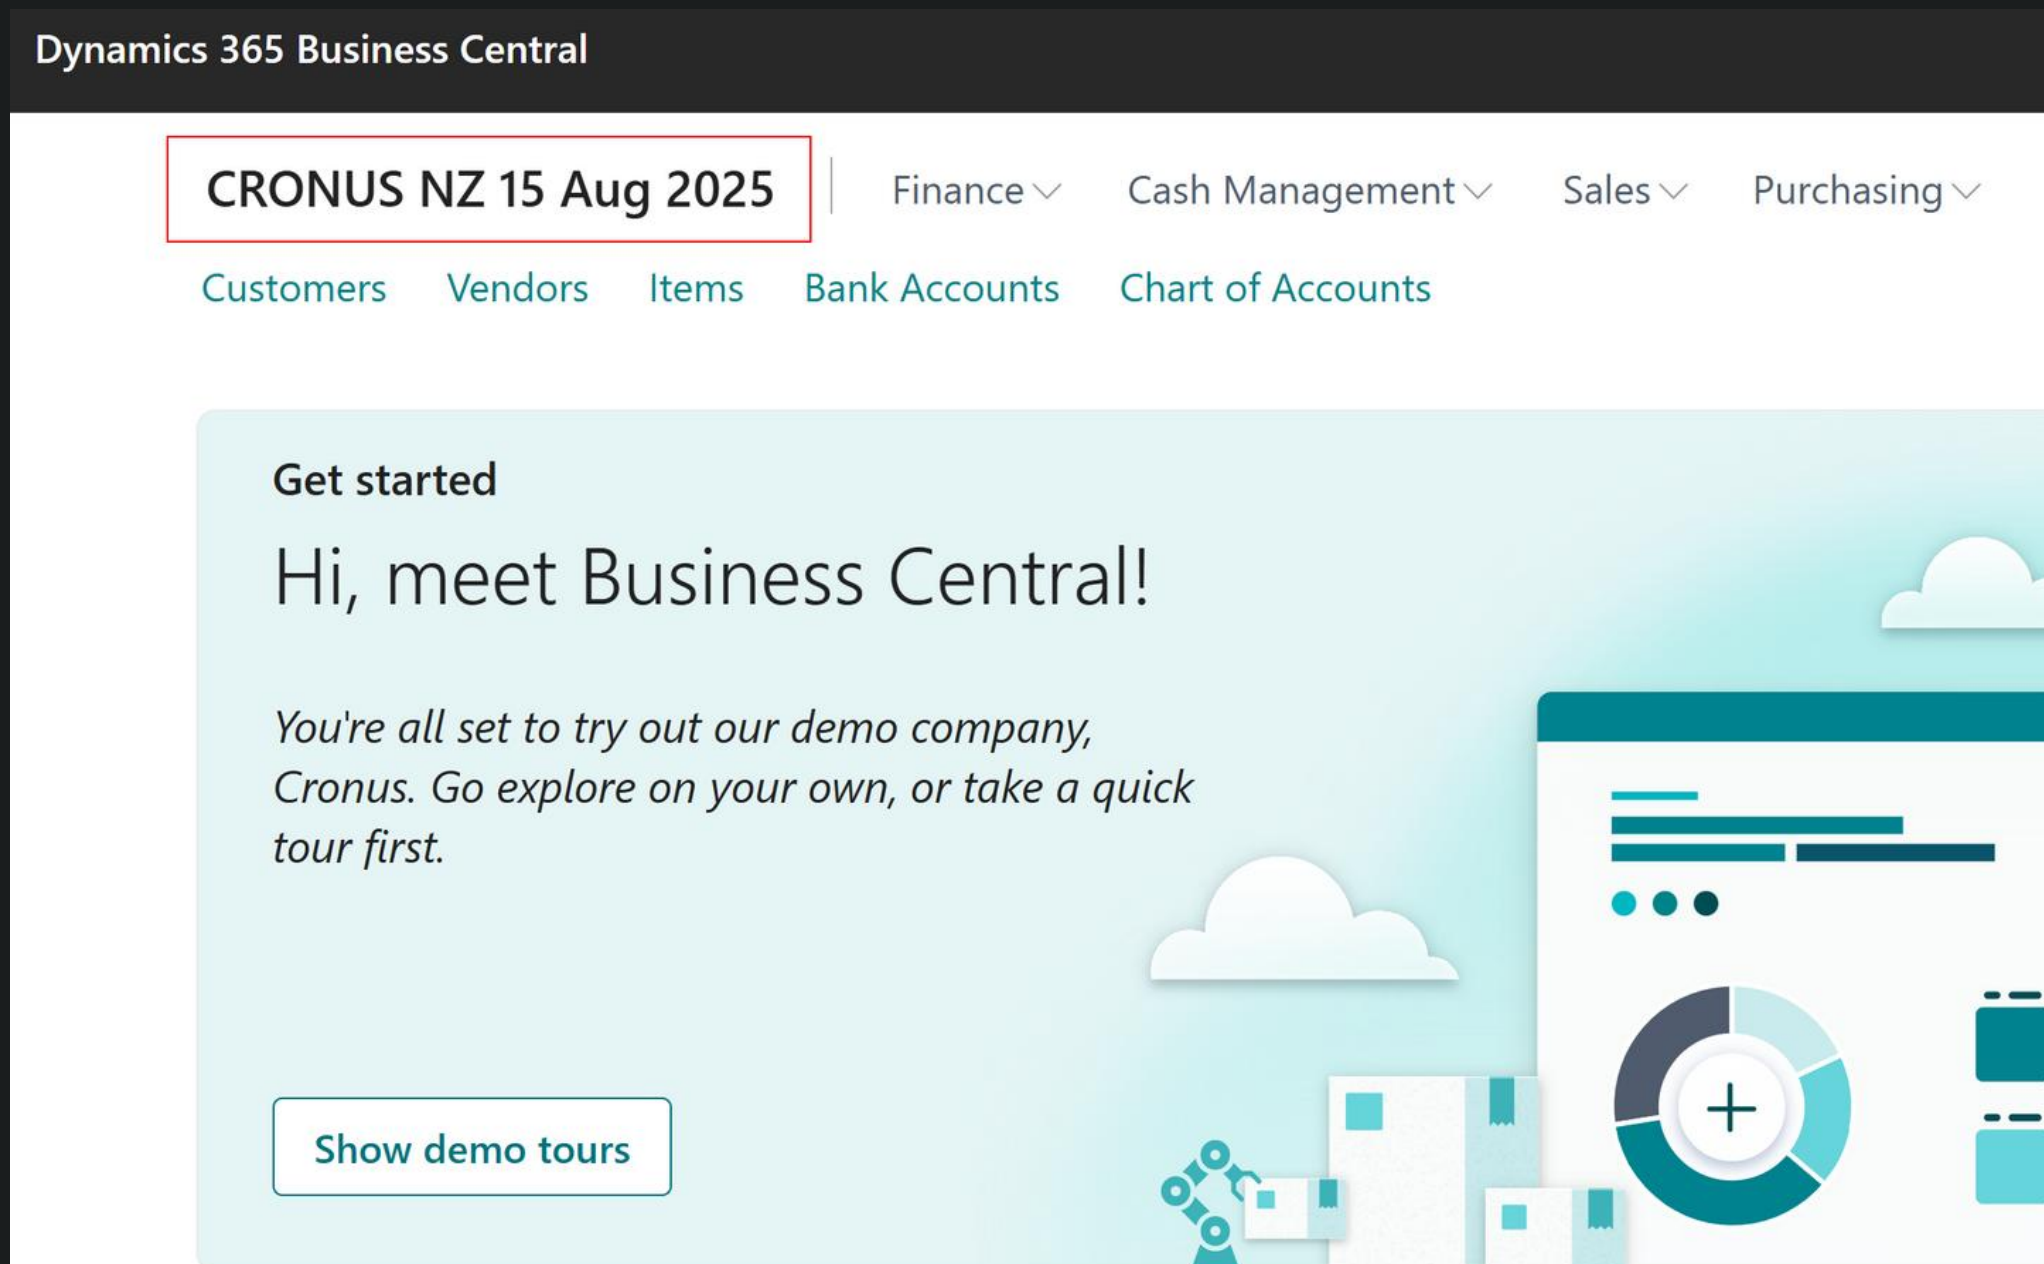 Dynamics 365 Business Central
CRONUS NZ 15 Aug 2025 Finance Cash Management Sales Purchasing
Customers Vendors Items Bank Accounts Chart of Accounts
Get started
Hi, meet Business Central!
You're all set to try out our demo company,
Cronus. Go explore on your own, or take a quick
tour first.
Show demo tours